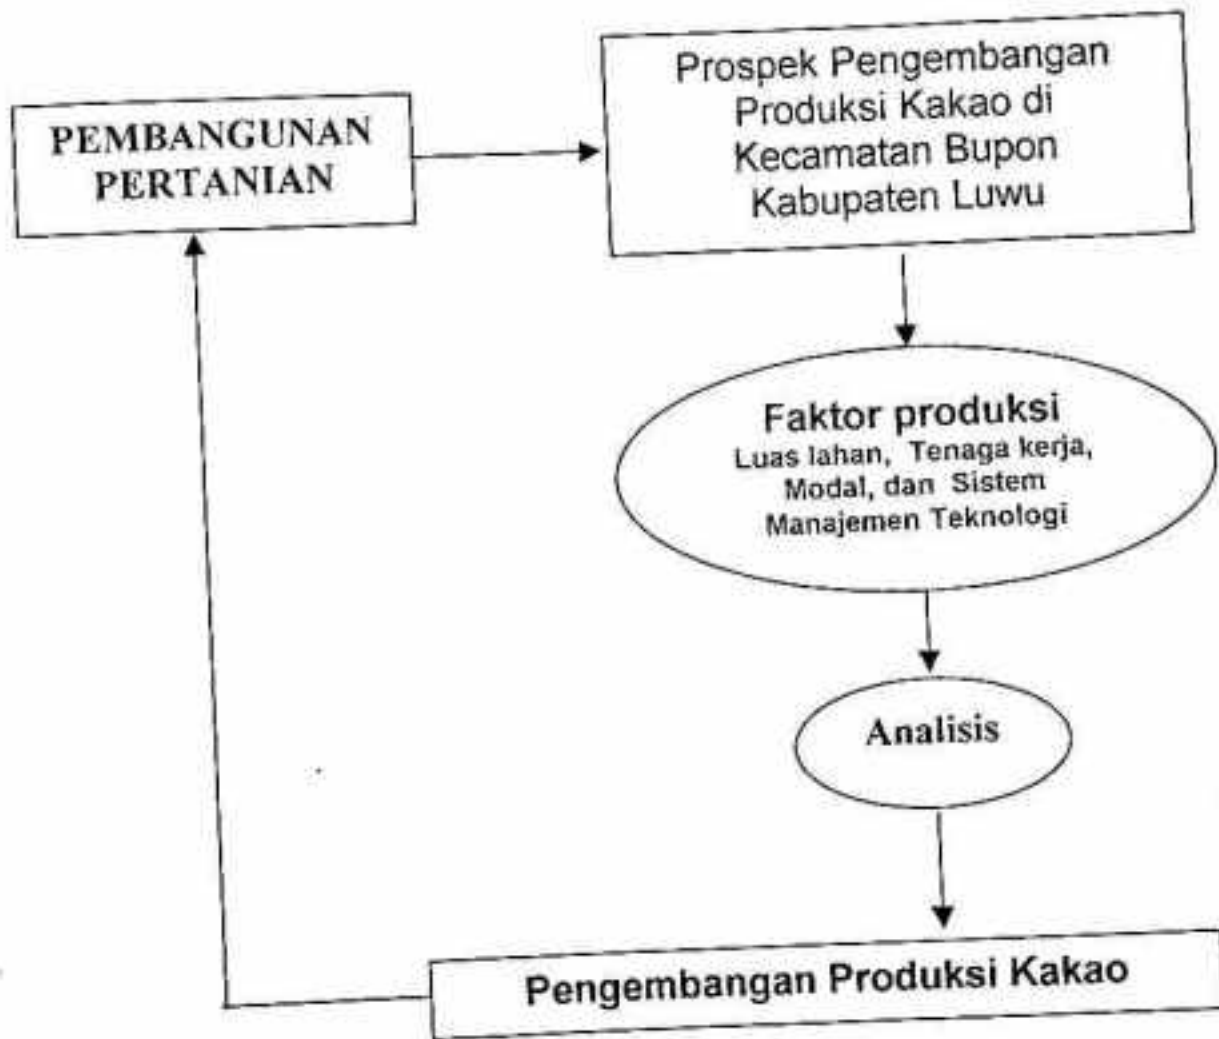 PEMBANGUNAN
PERTANIAN
Prospek Pengembangan
Produksi Kakao di
Kecamatan Bupon
Kabupaten Luwu
Faktor produksi
Luas lahan, Tenaga kerja,
Modal, dan Sistem
Manajemen Teknologi
Analisis
Pengembangan Produksi Kakao